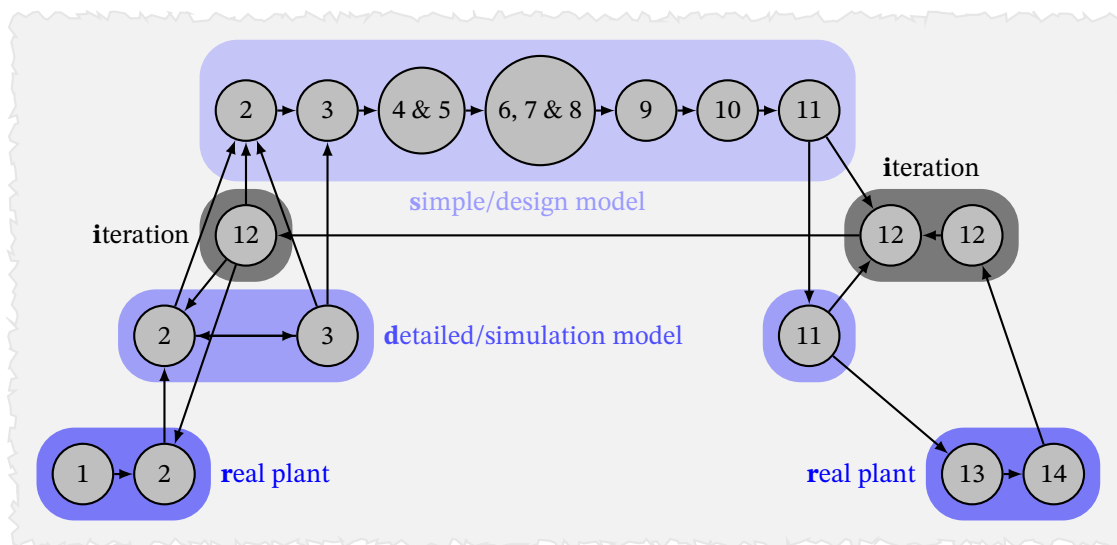 2 3 4 & 5 6, 7 & 8 9 10 11
iteration
simple/design model
iteration 12 12 12
2 3 detailed/simulation model 11
1 2 real plant real plant 13 14